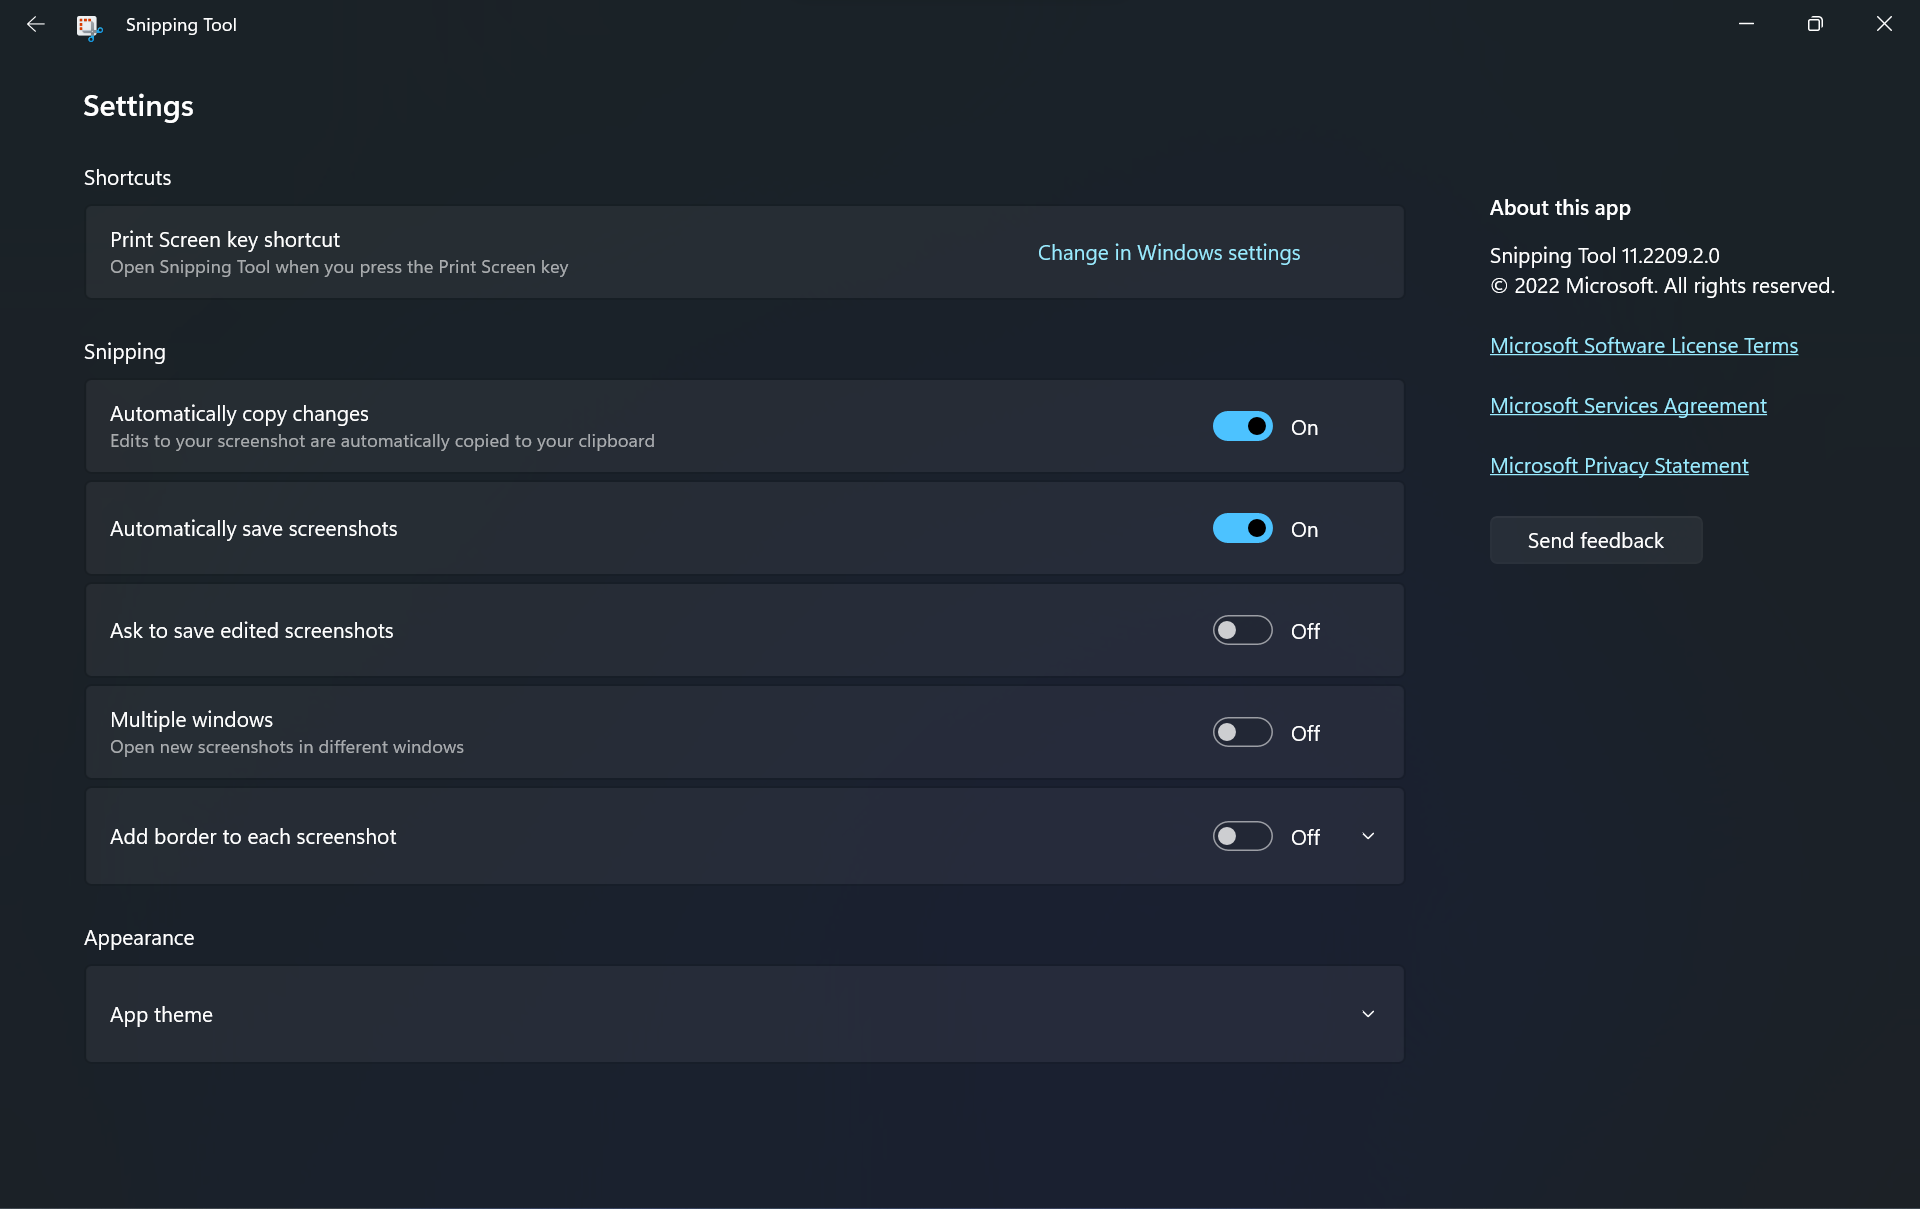 Snipping Tool
Settings
Shortcuts
Print Screen key shortcut
Open Snipping Tool when you press the Print Screen key
Change in Windows settings
Snipping
Automatically copy changes
Edits to your screenshot are automatically copied to your clipboard
On
Automatically save screenshots
On
Ask to save edited screenshots
Off
Multiple windows
Open new screenshots in different windows
Off
Add border to each screenshot
Off
Appearance
App theme
About this app
Snipping Tool 11.2209.2.0
© 2022 Microsoft. All rights reserved.
Microsoft Software License Terms
Microsoft Services Agreement
Microsoft Privacy Statement
Send feedback